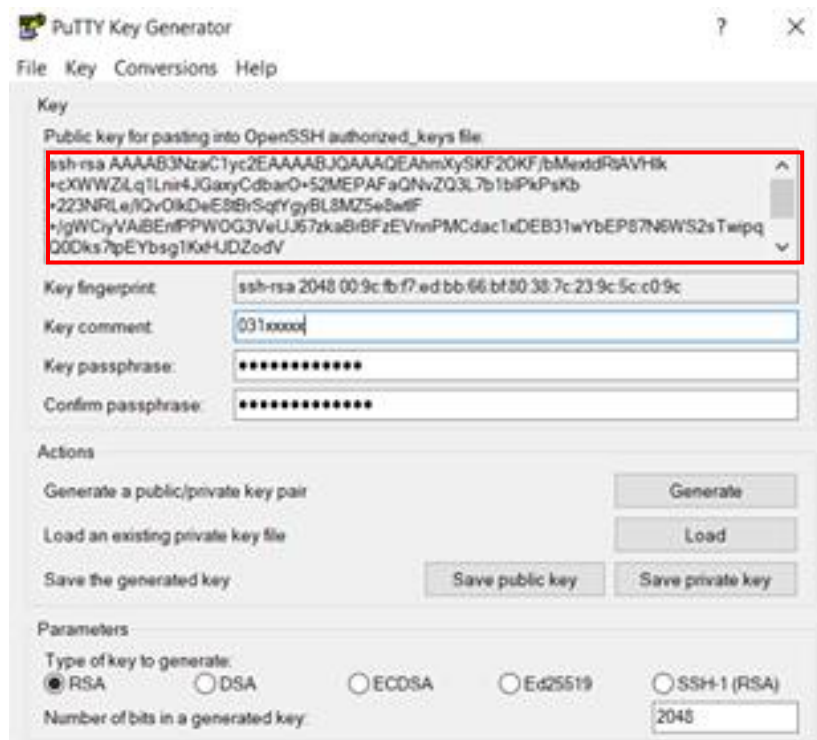 PuTTY Key Generator
? ×
File Key Conversions Help
Key
Public key for pasting into OpenSSH authorized_keys file:
ssh-rsa
Key fingerprint:
ssh-rsa 2048 00:9c:fb:f7:ed:bb:66:bf:80:38:7c:23:9c:5c:c0:9c
Key comment:
031xxxxx
Key passphrase:
●●●●●●●●●●●●
Confirm passphrase:
●●●●●●●●●●●●●
Actions
Generate a public/private key pair
Generate
Load an existing private key file
Load
Save the generated key
Save public key
Save private key
Parameters
Type of key to generate:
RSA DSA ECDSA Ed25519 SSH-1 (RSA)
Number of bits in a generated key:
2048